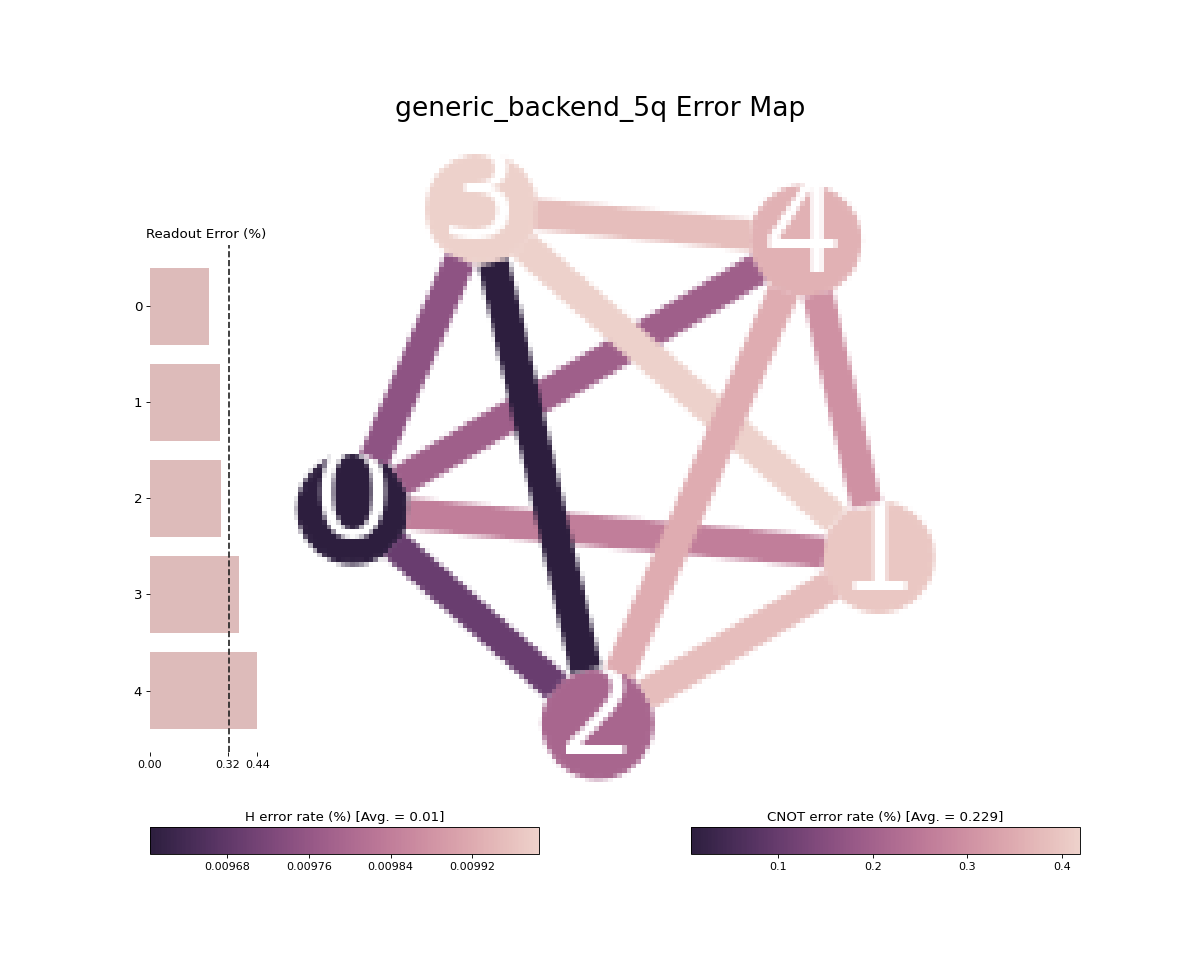 generic_backend_5q Error Map
3
4
Readout Error (%)
0
1
2
3
4
0
1
2
0.00 0.32 0.44
H error rate (%) [Avg. = 0.01]
0.00968 0.00976 0.00984 0.00992
CNOT error rate (%) [Avg. = 0.229]
0.1 0.2 0.3 0.4